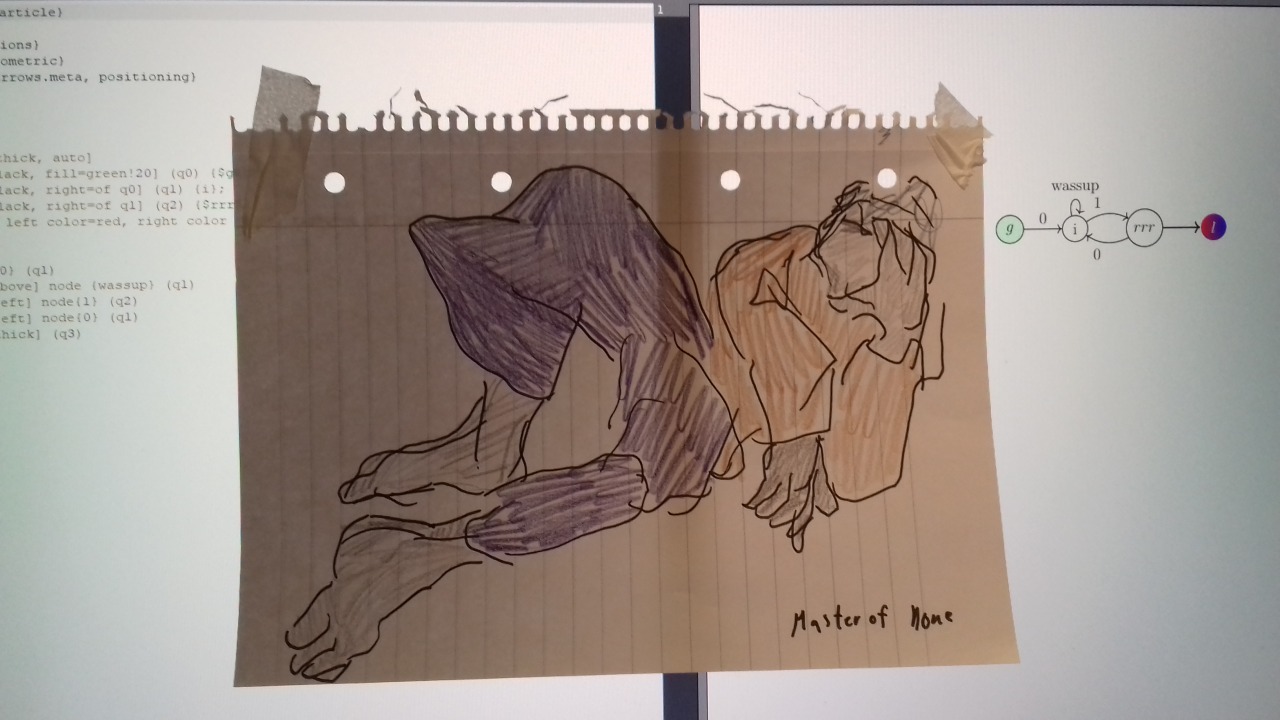 article}
ions}
ometric}
rrows.meta, positioning}
thick, auto]
lack, fill=green!20] (q0) {$g
lack, right=of q0] (q1) {i};
lack, right=of q1] (q2) {$rrr
left color=red, right color
0} (q1)
above] node {wassup} (q1)
eft] node{1} (q2)
eft] node{0} (q1)
hick] (q3)
1
wassup
g 0 i 1 rrr l
0
Master of None